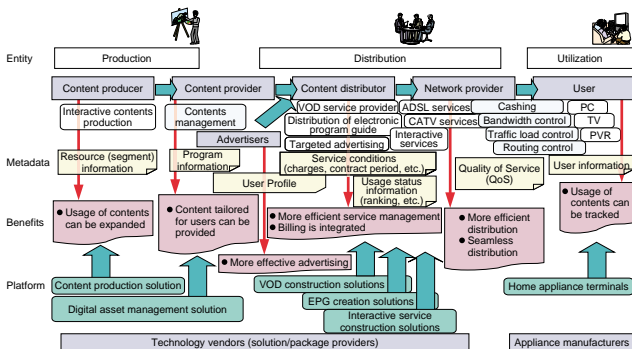 Entity
Production
Distribution
Utilization
Content producer
Content provider
Content distributor
Network provider
User
Interactive contents
production
Contents
management
VOD service provider
Distribution of electronic
program guide
Targeted advertising
ADSL services
CATV services
Interactive
services
Cashing
Bandwidth control
Traffic load control
Routing control
PC
TV
PVR
Advertisers
Metadata
Resource (segment)
information
Program
information
User Profile
Service conditions
(charges, contract period, etc.)
Usage status
information
(ranking, etc.)
Quality of Service
(QoS)
User information
Benefits
● Usage of contents
can be expanded
● Content tailored
for users can be
provided
● More effective advertising
● More efficient service management
● Billing is integrated
● More efficient
distribution
● Seamless
distribution
● Usage of
contents can
be tracked
Platform
Content production solution
Digital asset management solution
VOD construction solutions
EPG creation solutions
Interactive service
construction solutions
Home appliance terminals
Technology vendors (solution/package providers)
Appliance manufacturers